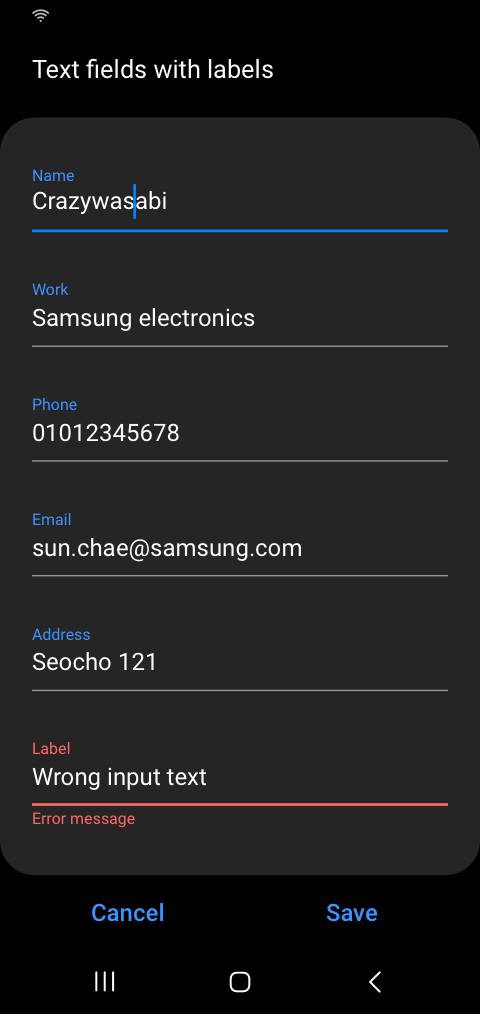 Text fields with labels
Name
Crazywasabi
Work
Samsung electronics
Phone
01012345678
Email
sun.chae@samsung.com
Address
Seocho 121
Label
Wrong input text
Error message
Cancel Save